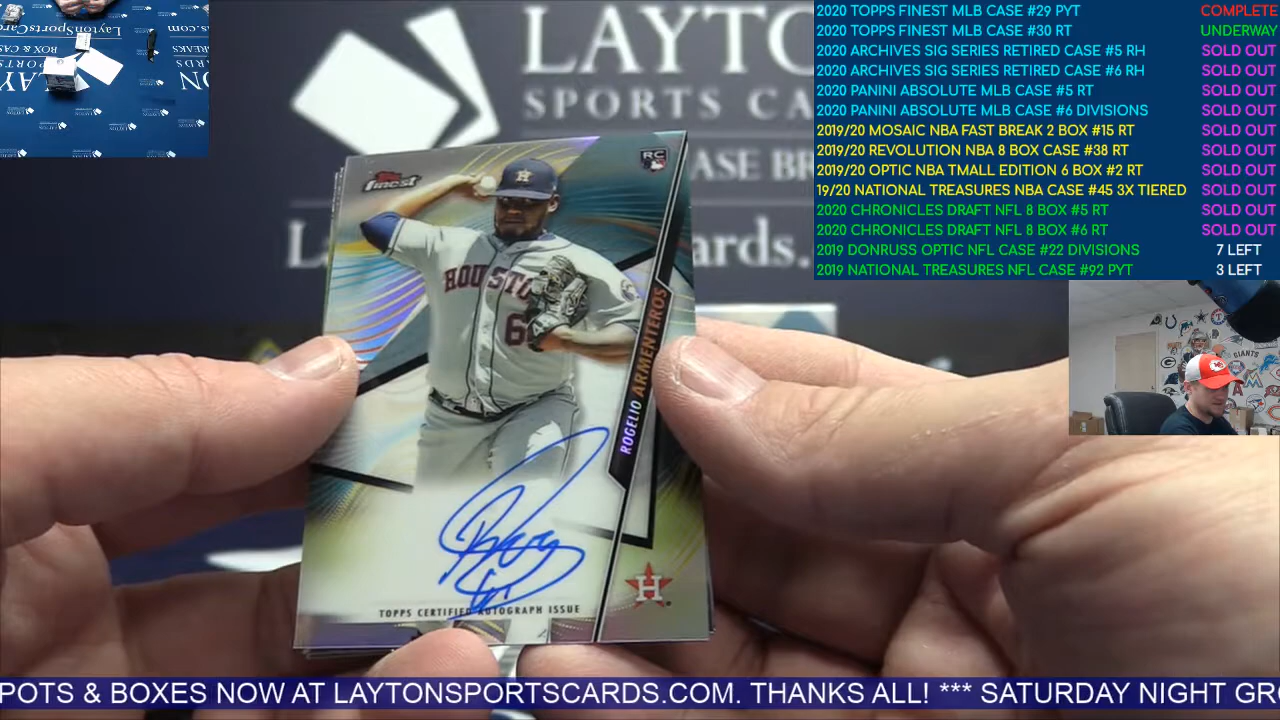 2020 TOPPS FINEST MLB CASE #29 PYT COMPLETE
2020 TOPPS FINEST MLB CASE #30 RT UNDERWAY
2020 ARCHIVES SIG SERIES RETIRED CASE #5 RH SOLD OUT
2020 ARCHIVES SIG SERIES RETIRED CASE #6 RH SOLD OUT
2020 PANINI ABSOLUTE MLB CASE #5 RT SOLD OUT
2020 PANINI ABSOLUTE MLB CASE #6 DIVISIONS SOLD OUT
2019/20 MOSAIC NBA FAST BREAK 2 BOX #15 RT SOLD OUT
2019/20 REVOLUTION NBA 8 BOX CASE #38 RT SOLD OUT
2019/20 OPTIC NBA TMALL EDITION 6 BOX #2 RT SOLD OUT
19/20 NATIONAL TREASURES NBA CASE #45 3X TIERED SOLD OUT
2020 CHRONICLES DRAFT NFL 8 BOX #5 RT SOLD OUT
2020 CHRONICLES DRAFT NFL 8 BOX #6 RT SOLD OUT
2019 DONRUSS OPTIC NFL CASE #22 DIVISIONS 7 LEFT
2019 NATIONAL TREASURES NFL CASE #92 PYT 3 LEFT
LAYTO
SPORTS CA
ASE BR
L
ards.
Topps
finest
RC
H
HOUSTO
6
ROGELIO ARMENTEROS
H
TOPPS CERTIFIED AUTOGRAPH ISSUE
GIANTS
POTS & BOXES NOW AT LAYTONSPORTSCARDS.COM. THANKS ALL! *** SATURDAY NIGHT GR